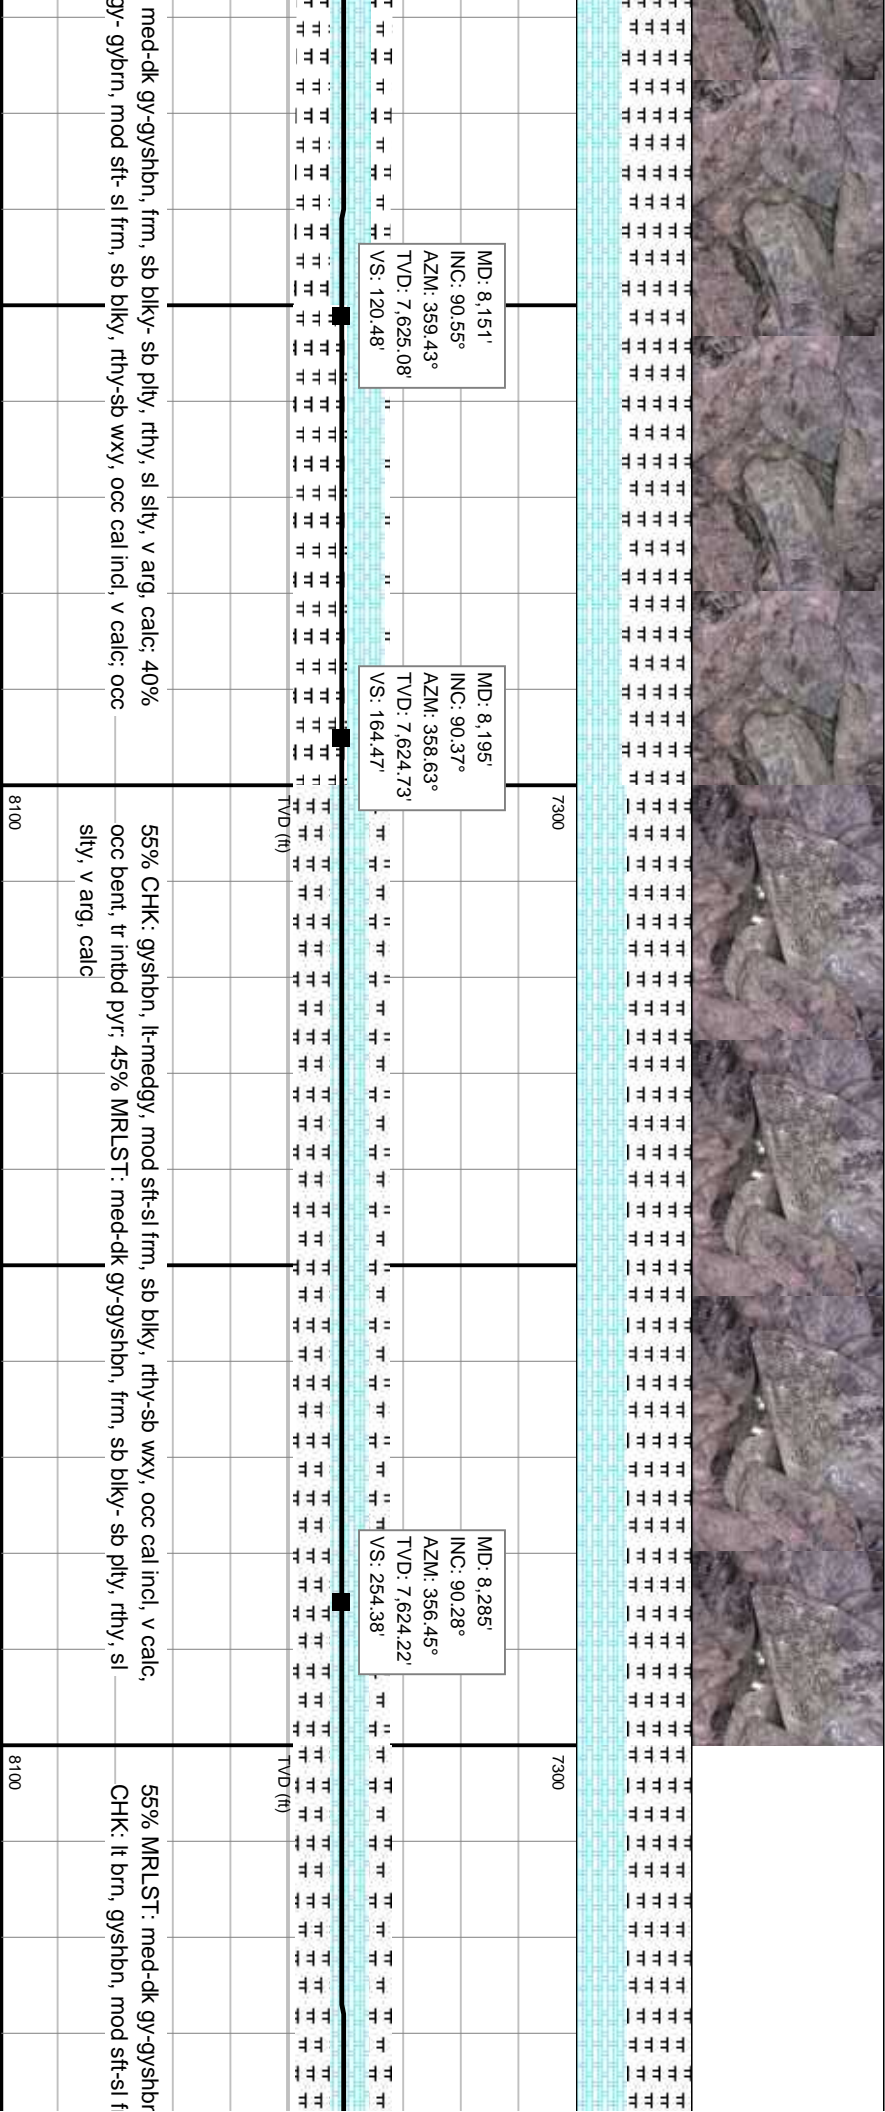 med-dk gy-gyshbn, frm, sb blky- sb plty, rthy, sl slty, v arg, calc; 40%
gy- gybrn, mod sft- sl frm, sb blky, rthy-sb wxy, occ cal incl, v calc; occ
MD: 8,151'
INC: 90.55°
AZM: 359.43°
TVD: 7,625.08'
VS: 120.48'
MD: 8,195'
INC: 90.37°
AZM: 358.63°
TVD: 7,624.73'
VS: 164.47'
7300
TVD (ft)
8100
55% CHK: gyshbn, lt-medgy, mod sft-sl frm, sb blky, rthy-sb wxy, occ cal incl, v calc,
occ bent, tr intbd pyr; 45% MRLST: med-dk gy-gyshbn, frm, sb blky- sb plty, rthy, sl
slty, v arg, calc
MD: 8,285'
INC: 90.28°
AZM: 356.45°
TVD: 7,624.22'
VS: 254.38'
7300
TVD (ft)
8100
55% MRLST: med-dk gy-gyshbn
CHK: lt brn, gyshbn, mod sft-sl